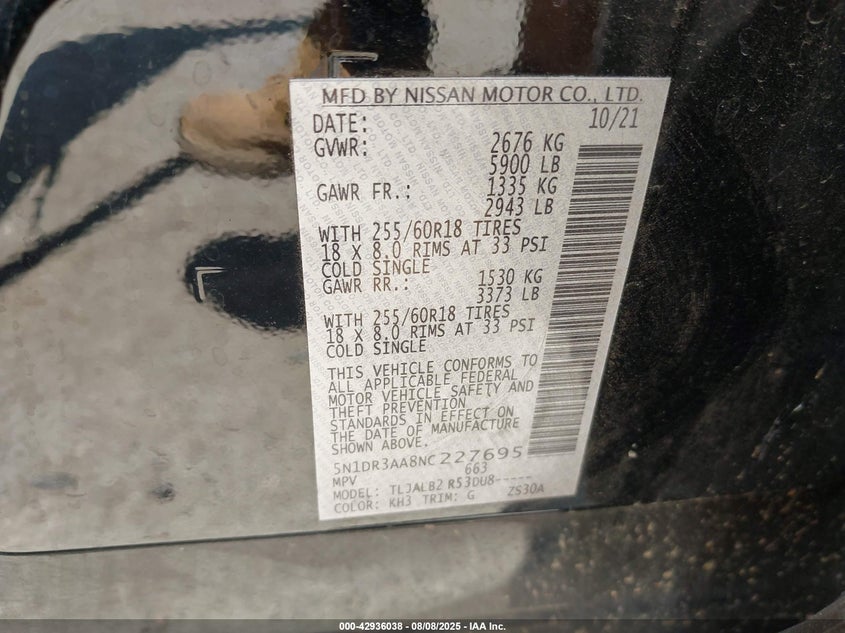 MFD BY NISSAN MOTOR CO., LTD.
DATE: 10/21
GVWR: 2676 KG
5900 LB
GAWR FR.: 1335 KG
2943 LB
WITH 255/60R18 TIRES
18 X 8.0 RIMS AT 33 PSI
COLD SINGLE
GAWR RR.: 1530 KG
3373 LB
WITH 255/60R18 TIRES
18 X 8.0 RIMS AT 33 PSI
COLD SINGLE
THIS VEHICLE CONFORMS TO
ALL APPLICABLE FEDERAL
MOTOR VEHICLE SAFETY AND
THEFT PREVENTION
STANDARDS IN EFFECT ON
THE DATE OF MANUFACTURE
SHOWN ABOVE.
5N1DR3AA8NC227695
MPV 663
MODEL: TLJALB2 R53DU8-----
COLOR: KH3 TRIM: G ZS30A
000-42936038 - 08/08/2025 - IAA Inc.